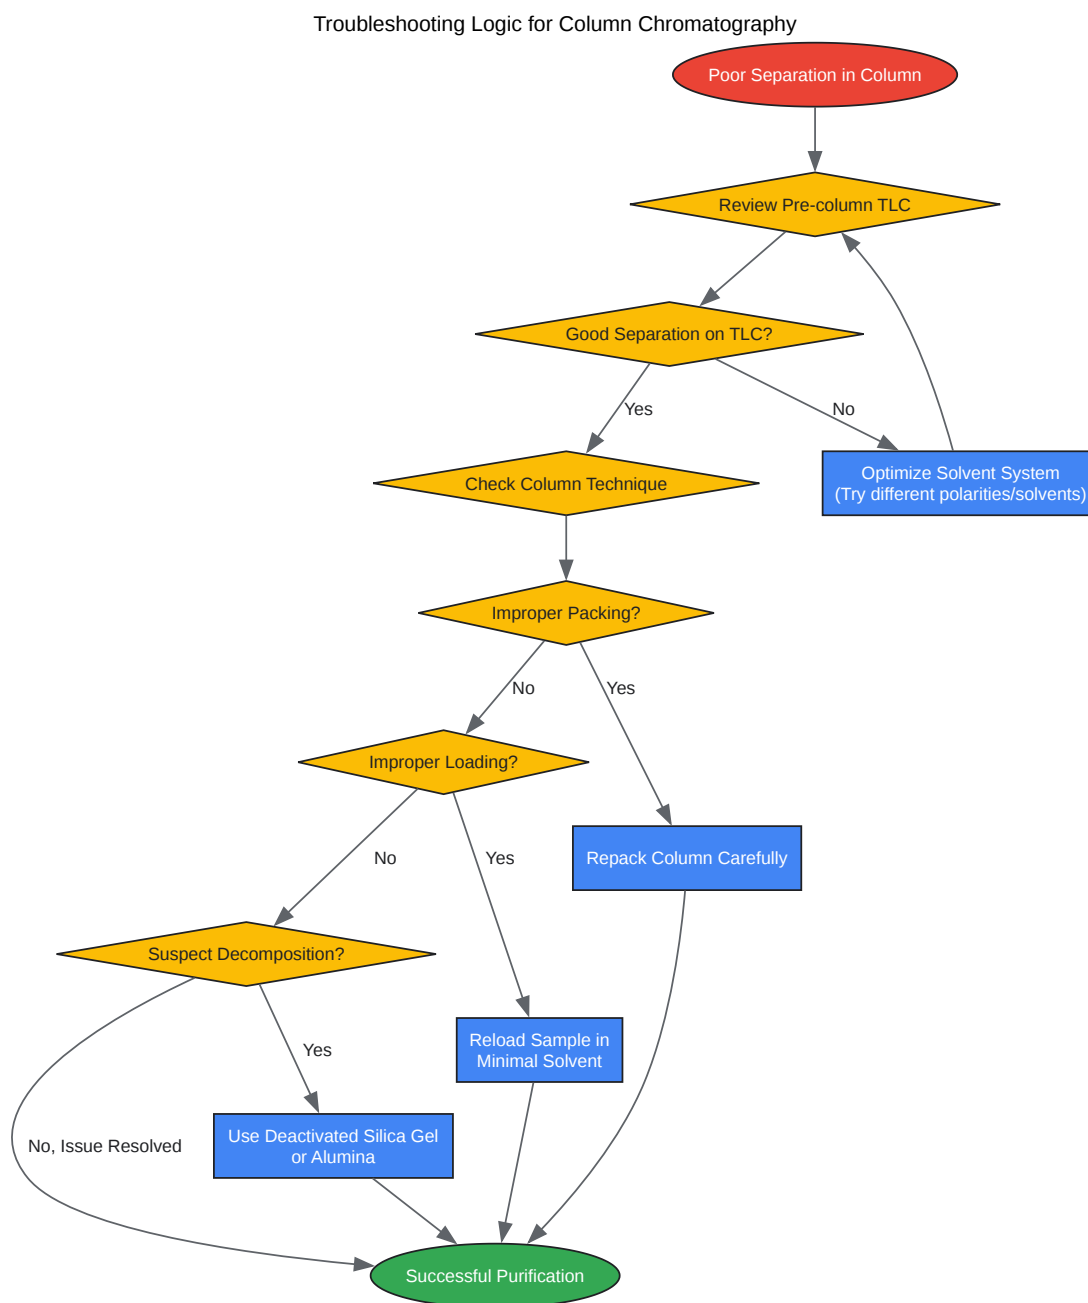 Troubleshooting Logic for Column Chromatography
Poor Separation in Column
Review Pre-column TLC
Good Separation on TLC?
Yes
No
Optimize Solvent System
(Try different polarities/solvents)
Check Column Technique
Improper Packing?
No
Yes
Improper Loading?
No
Yes
Repack Column Carefully
Suspect Decomposition?
Reload Sample in
Minimal Solvent
Yes
Use Deactivated Silica Gel
or Alumina
No, Issue Resolved
Successful Purification